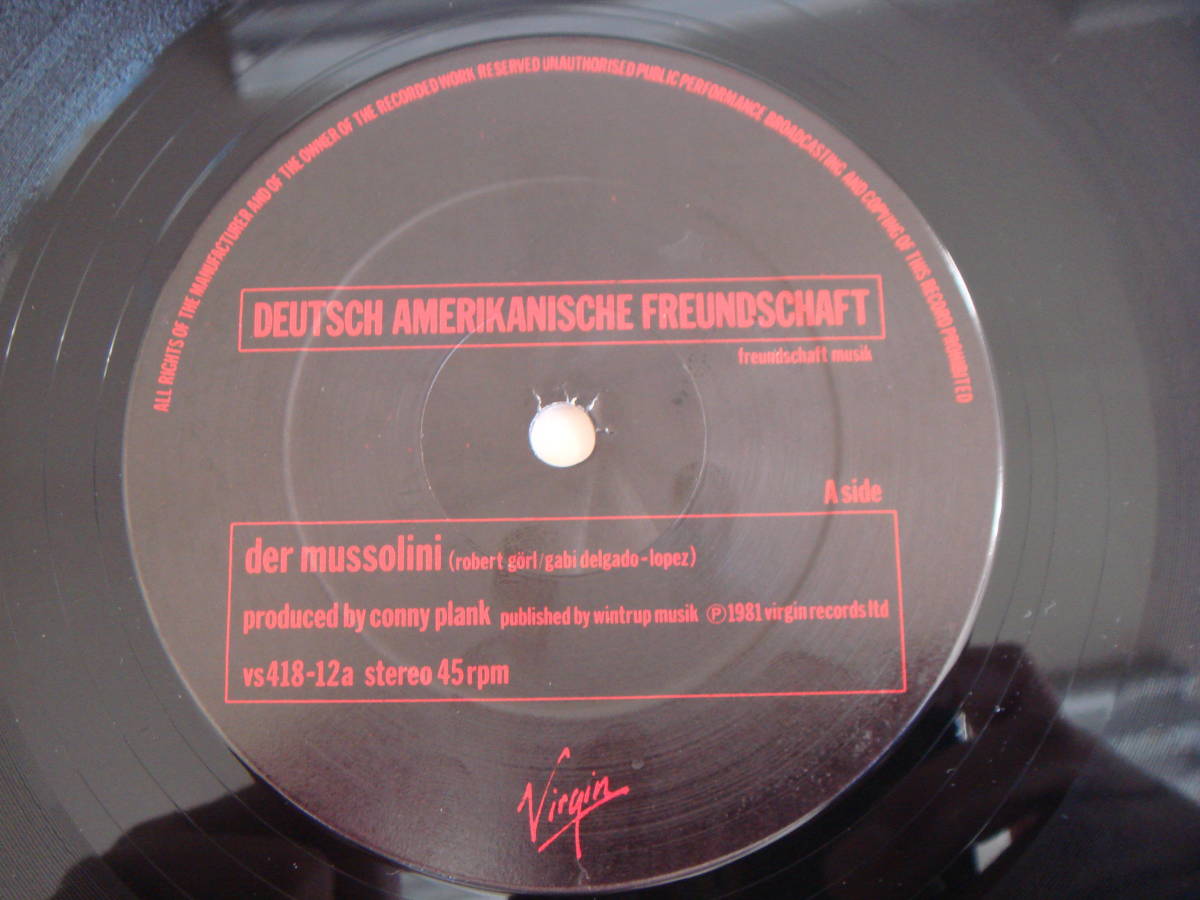 ALL RIGHTS OF THE MANUFACTURER AND OF THE OWNER OF THE RECORDED WORK RESERVED UNAUTHORISED PUBLIC PERFORMANCE BROADCASTING AND COPYING OF THIS RECORD PROHIBITED
DEUTSCH AMERIKANISCHE FREUNDSCHAFT
freundschaft musik
A side
der mussolini (robert görl/gabi delgado-lopez)
produced by conny plank published by wintrup musik ℗1981 virgin records ltd
vs418-12a stereo 45rpm
Virgin